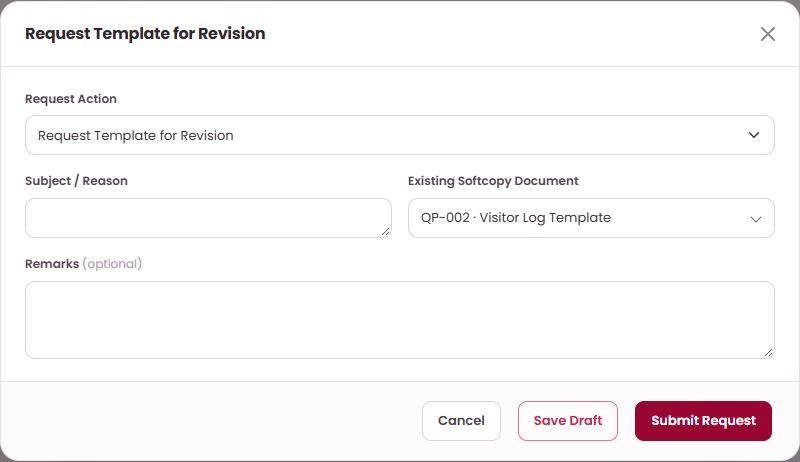 Request Template for Revision
Request Action
Request Template for Revision
Subject / Reason
Existing Softcopy Document
QP-002 · Visitor Log Template
Remarks (optional)
Cancel
Save Draft
Submit Request